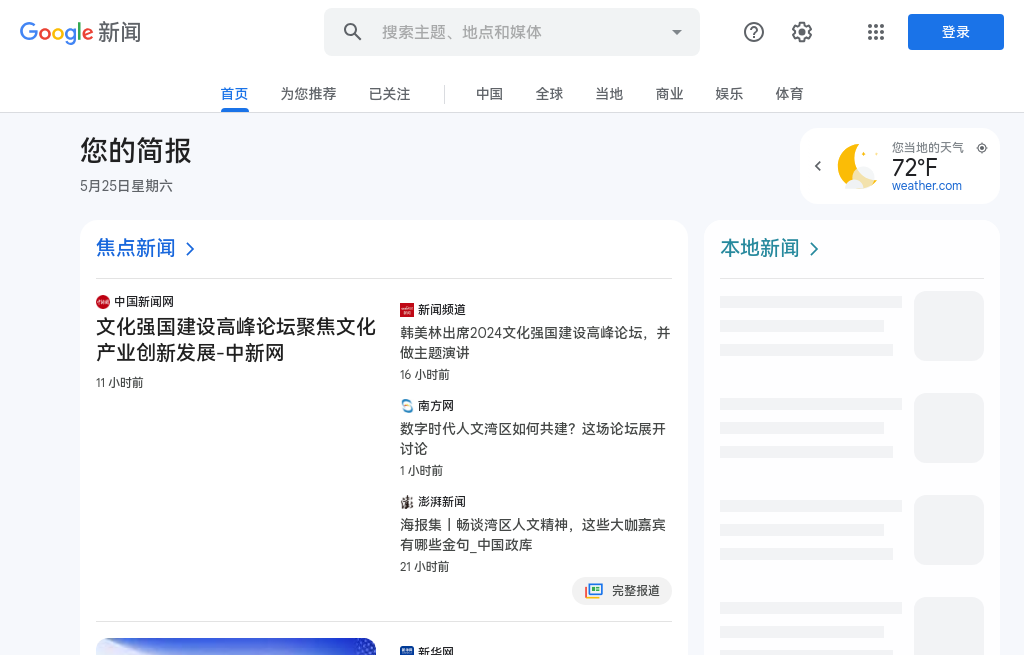 Google 新闻
搜索主题、地点和媒体
登录
首页
为您推荐
已关注
中国
全球
当地
商业
娱乐
体育
您的简报
5月25日星期六
您当地的天气
72°F
weather.com
焦点新闻
中国新闻网
文化强国建设高峰论坛聚焦文化
产业创新发展-中新网
11 小时前
新闻频道
韩美林出席2024文化强国建设高峰论坛，并
做主题演讲
16 小时前
南方网
数字时代人文湾区如何共建？这场论坛展开
讨论
1 小时前
澎湃新闻
海报集丨畅谈湾区人文精神，这些大咖嘉宾
有哪些金句_中国政库
21 小时前
完整报道
新华网
本地新闻